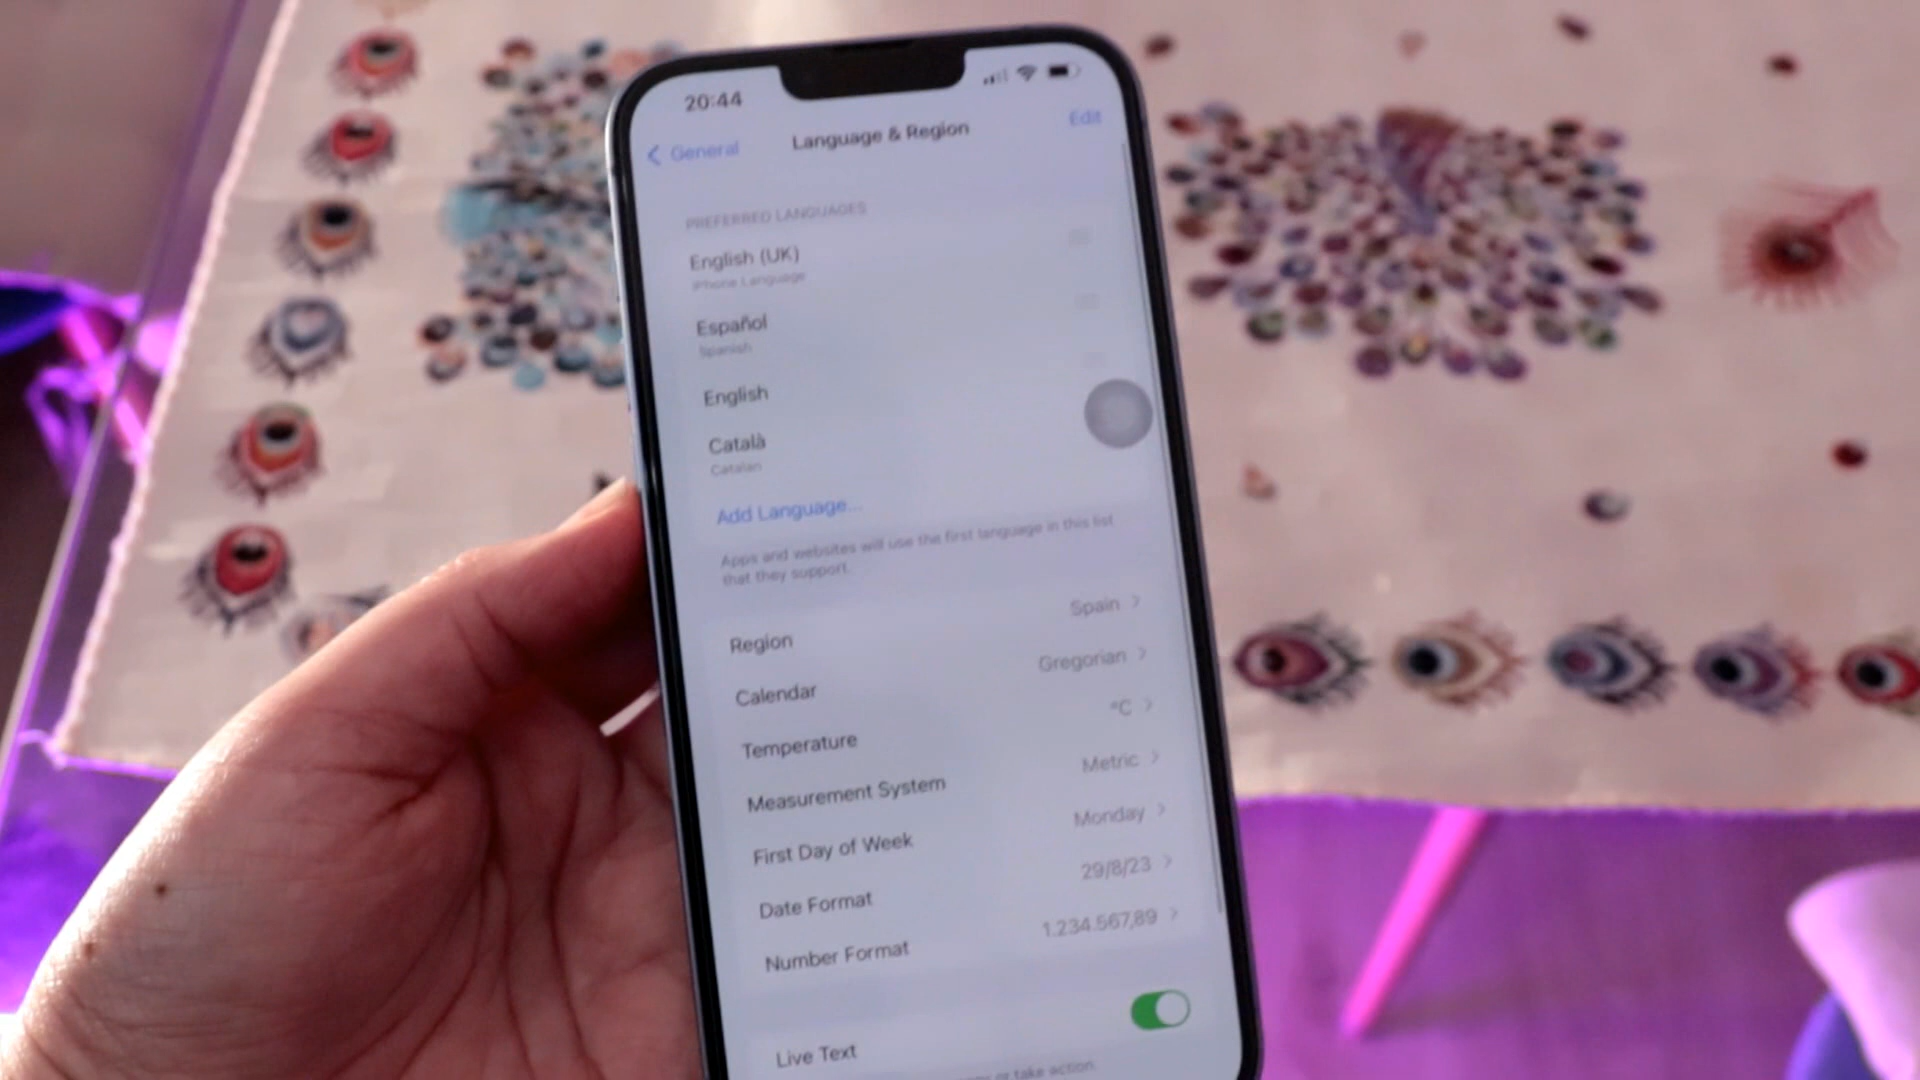 20:44
General
Language & Region
Edit
PREFERRED LANGUAGES
English (UK)
iPhone Language
Español
Spanish
English
Català
Catalan
Add Language...
Apps and websites will use the first language in this list
that they support.
Region
Spain
Calendar
Gregorian
Temperature
°C
Measurement System
Metric
First Day of Week
Monday
Date Format
29/8/23
Number Format
1.234.567,89
Live Text
or take action.